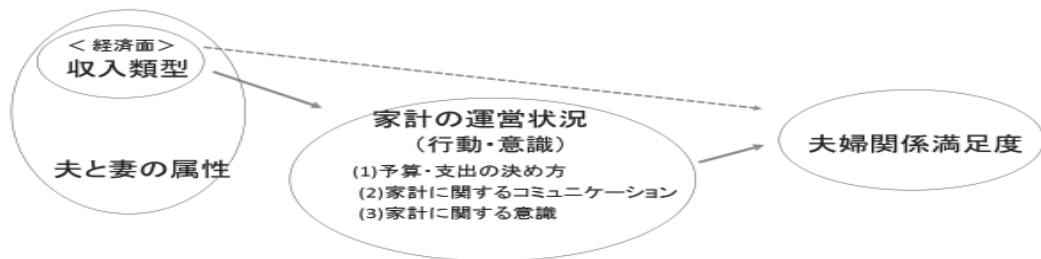 ＜経済面＞
収入類型
夫と妻の属性
家計の運営状況
（行動・意識）
(1)予算・支出の決め方
(2)家計に関するコミュニケーション
(3)家計に関する意識
夫婦関係満足度